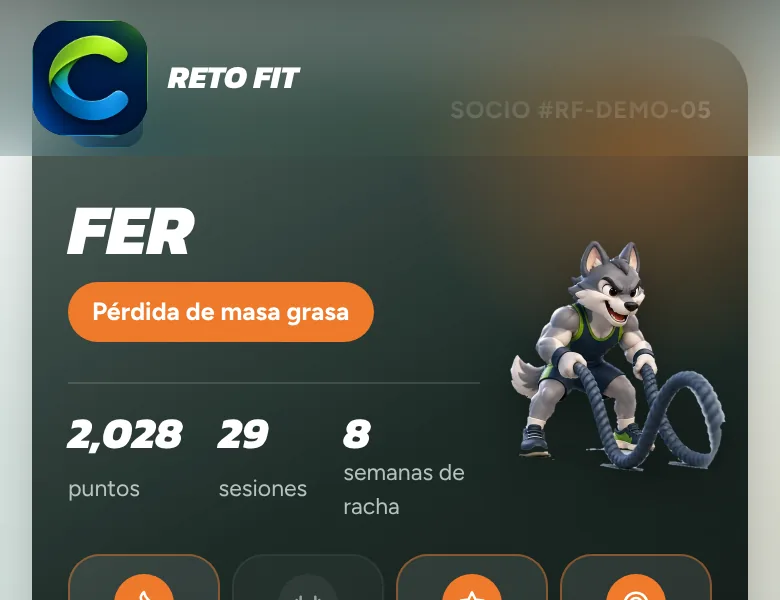 RETO FIT
SOCIO #RF-DEMO-05
FER
Pérdida de masa grasa
2,028
puntos
29
sesiones
8
semanas de
racha